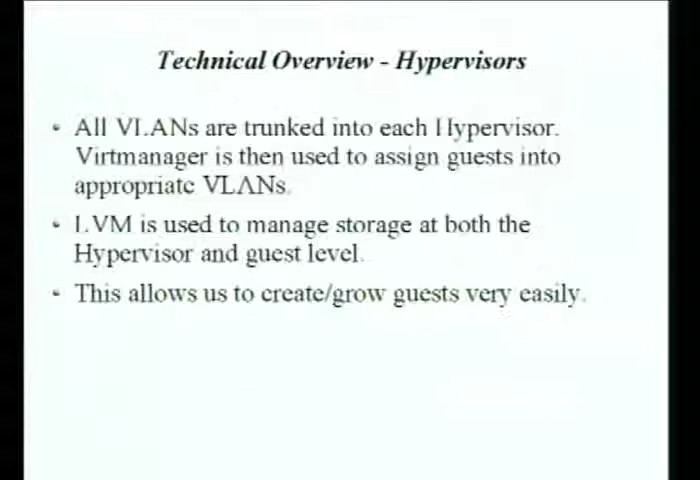 Technical Overview - Hypervisors
• All VLANs are trunked into each Hypervisor.
Virtmanager is then used to assign guests into
appropriate VLANs.
• LVM is used to manage storage at both the
Hypervisor and guest level.
• This allows us to create/grow guests very easily.